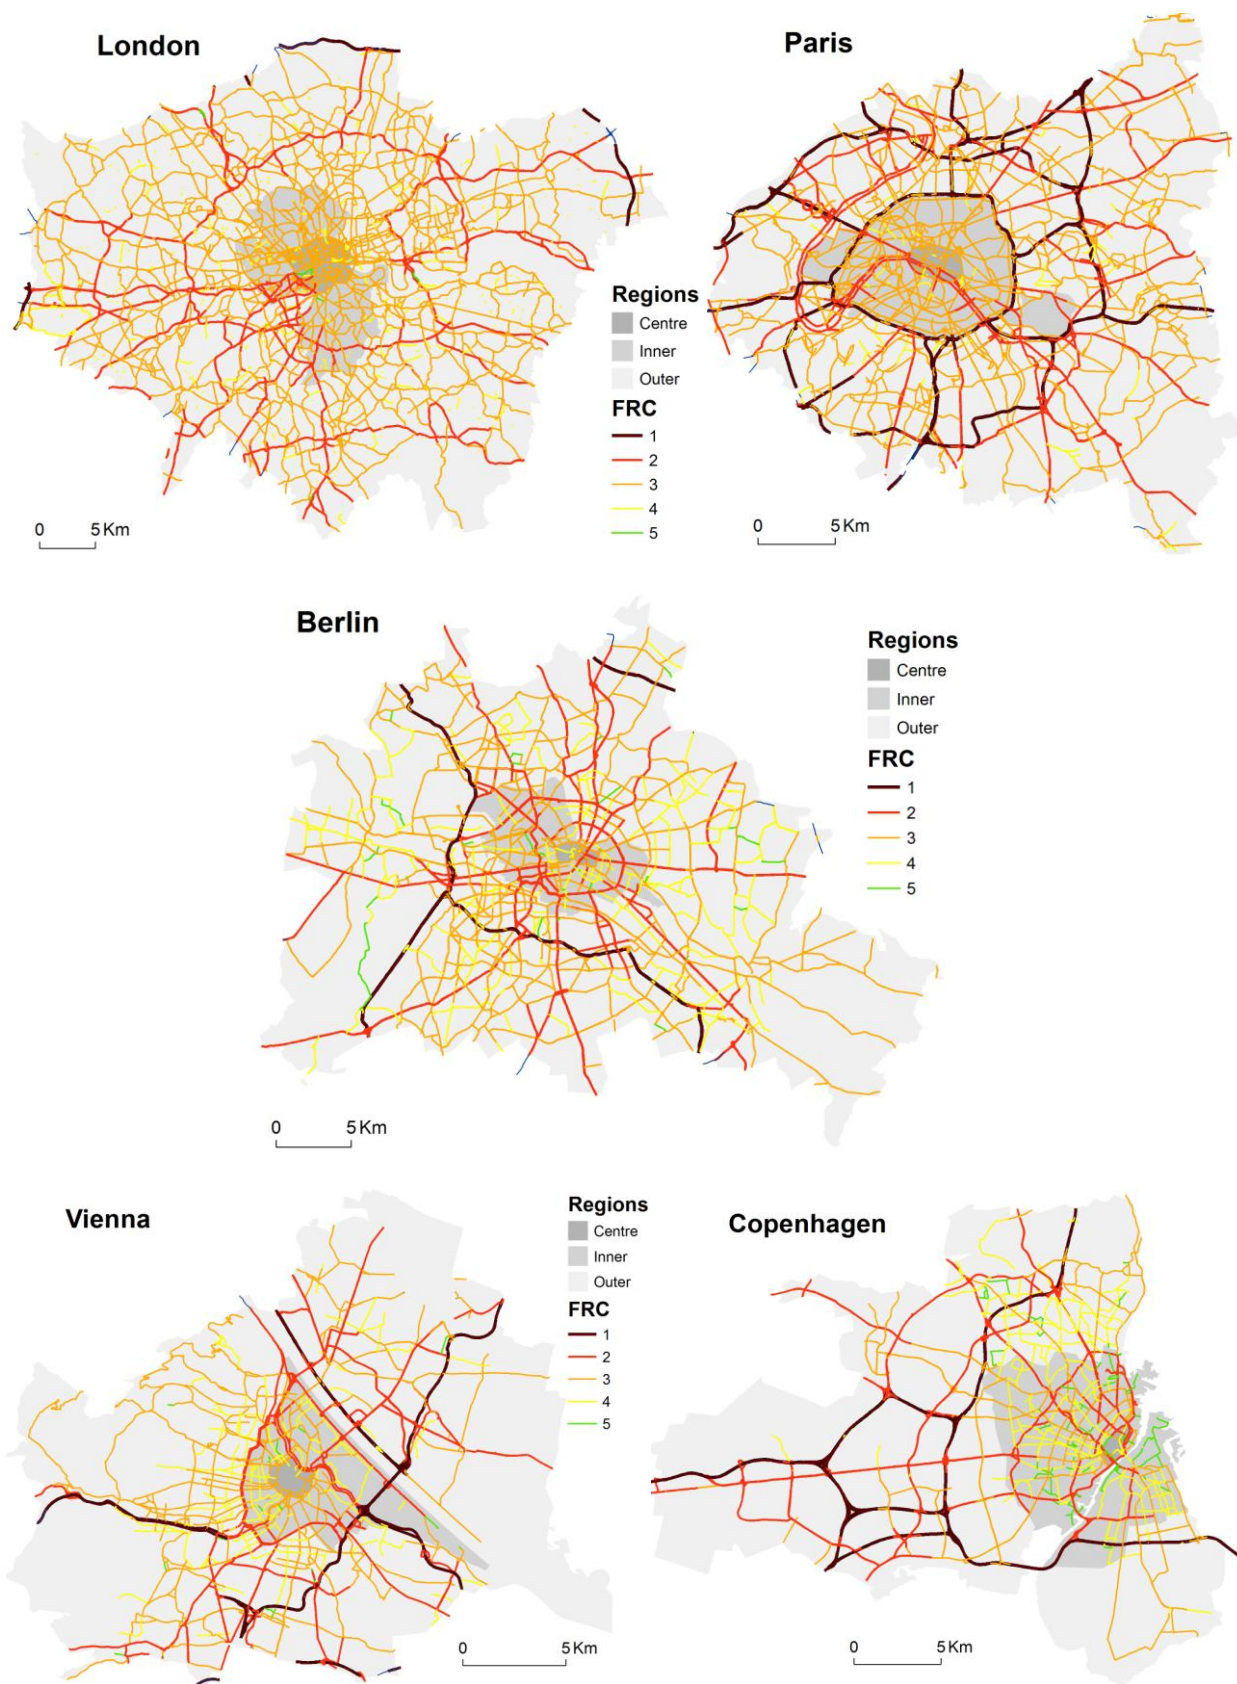 London
Paris
Regions
Centre
Inner
Outer
FRC
1
2
3
4
5
0 5 Km
0 5 Km
Berlin
Regions
Centre
Inner
Outer
FRC
1
2
3
4
5
0 5 Km
Vienna
Regions
Centre
Inner
Outer
FRC
1
2
3
4
5
0 5 Km
Copenhagen
0 5 Km